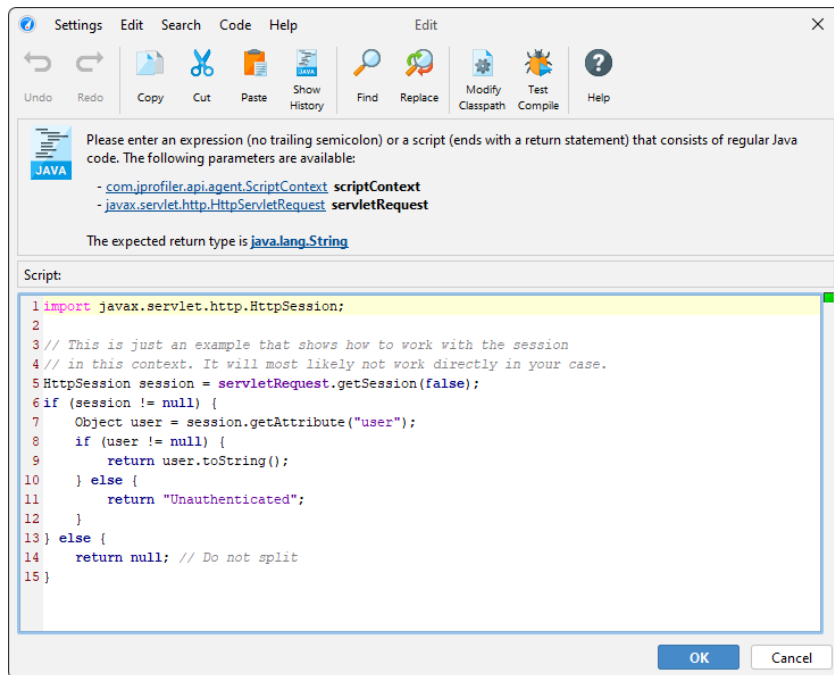 Settings Edit Search Code Help Edit
Undo Redo Copy Cut Paste Show History Find Replace Modify Classpath Test Compile Help
JAVA
Please enter an expression (no trailing semicolon) or a script (ends with a return statement) that consists of regular Java
code. The following parameters are available:
- com.jprofiler.api.agent.ScriptContext scriptContext
- javax.servlet.http.HttpServletRequest servletRequest
The expected return type is java.lang.String
JAVA
Script:
1 import javax.servlet.http.HttpSession;
2
3 // This is just an example that shows how to work with the session
4 // in this context. It will most likely not work directly in your case.
5 HttpSession session = servletRequest.getSession(false);
6 if (session != null) {
7     Object user = session.getAttribute("user");
8     if (user != null) {
9         return user.toString();
10     } else {
11         return "Unauthenticated";
12     }
13 } else {
14     return null; // Do not split
15 }
OK Cancel